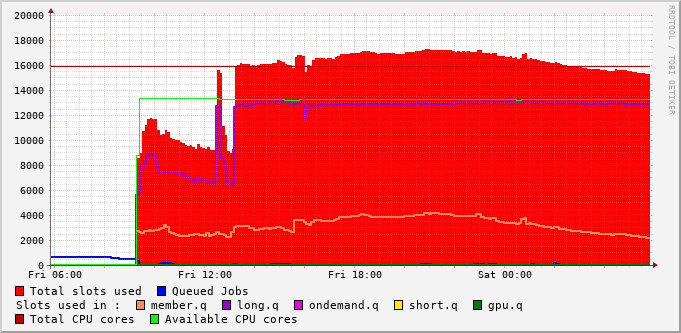 20000
18000
16000
14000
12000
10000
8000
6000
4000
2000
0
Fri 06:00 Fri 12:00 Fri 18:00 Sat 00:00
Total slots used Queued Jobs
Slots used in : member.q long.q ondemand.q short.q gpu.q
Total CPU cores Available CPU cores
RRDTOOL / TOBI OETIKER